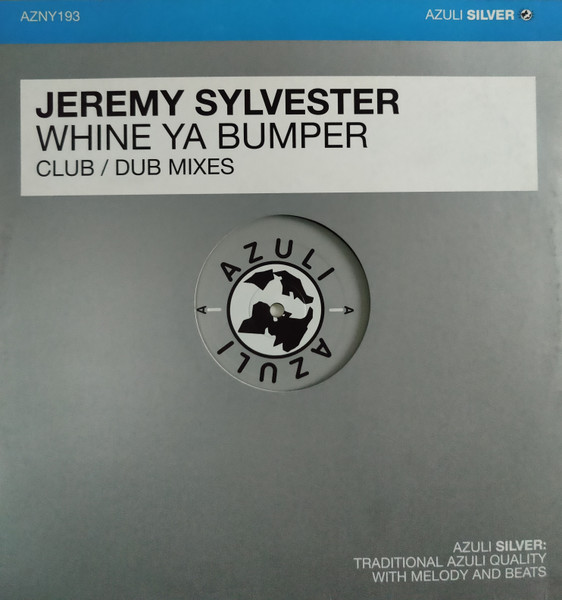 AZNY193
AZULI SILVER
JEREMY SYLVESTER
WHINE YA BUMPER
CLUB / DUB MIXES
AZULI
A
A
AZULI
AZULI SILVER:
TRADITIONAL AZULI QUALITY
WITH MELODY AND BEATS